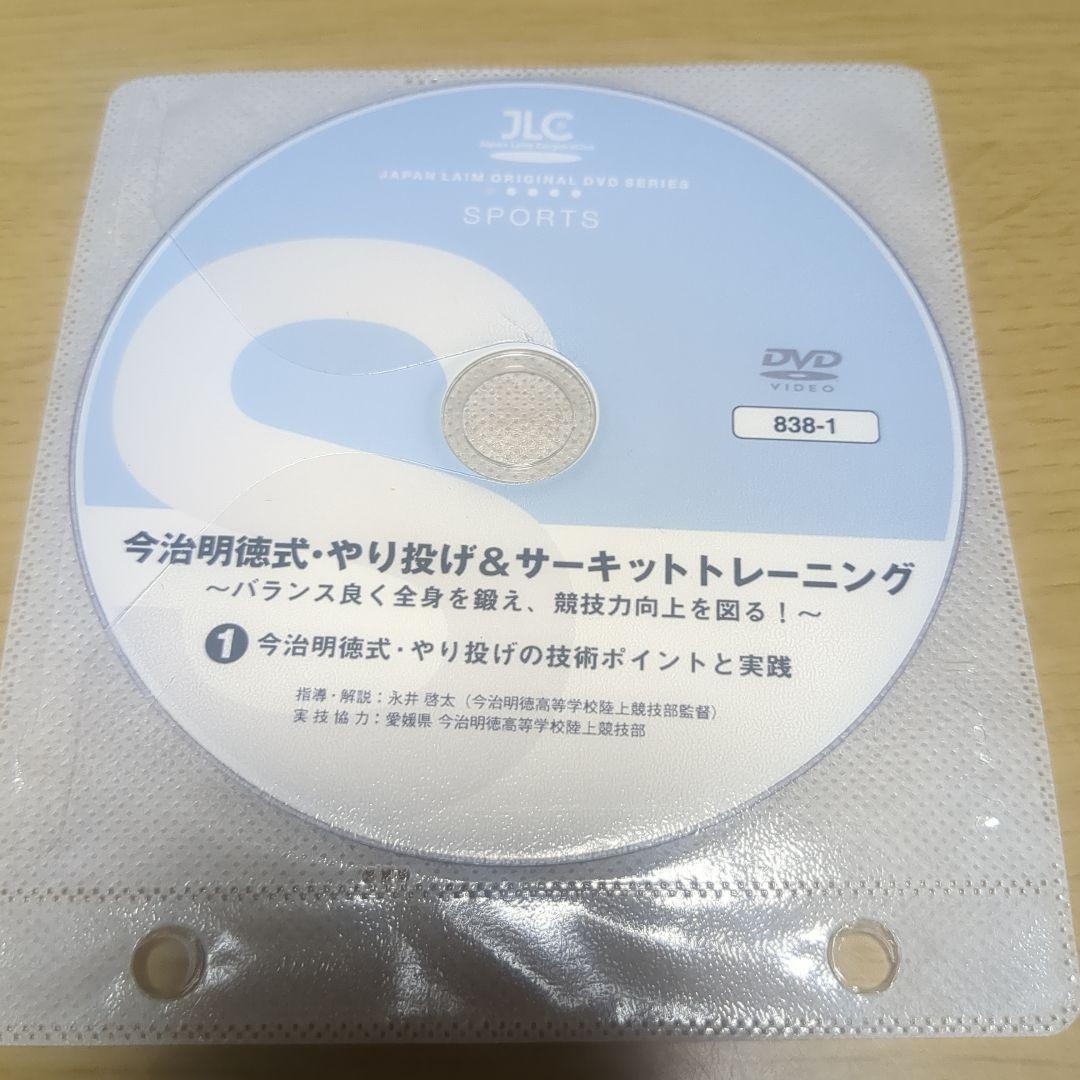 JLC
Japan Laim Corporation
JAPAN LAIM ORIGINAL DVD SERIES
SPORTS
DVD
VIDEO
838-1
今治明徳式・やり投げ&サーキットトレーニング
～バランス良く全身を鍛え、競技力向上を図る！～
1 今治明徳式・やり投げの技術ポイントと実践
指導・解説：永井 啓太（今治明徳高等学校陸上競技部監督）
実技協力：愛媛県 今治明徳高等学校陸上競技部